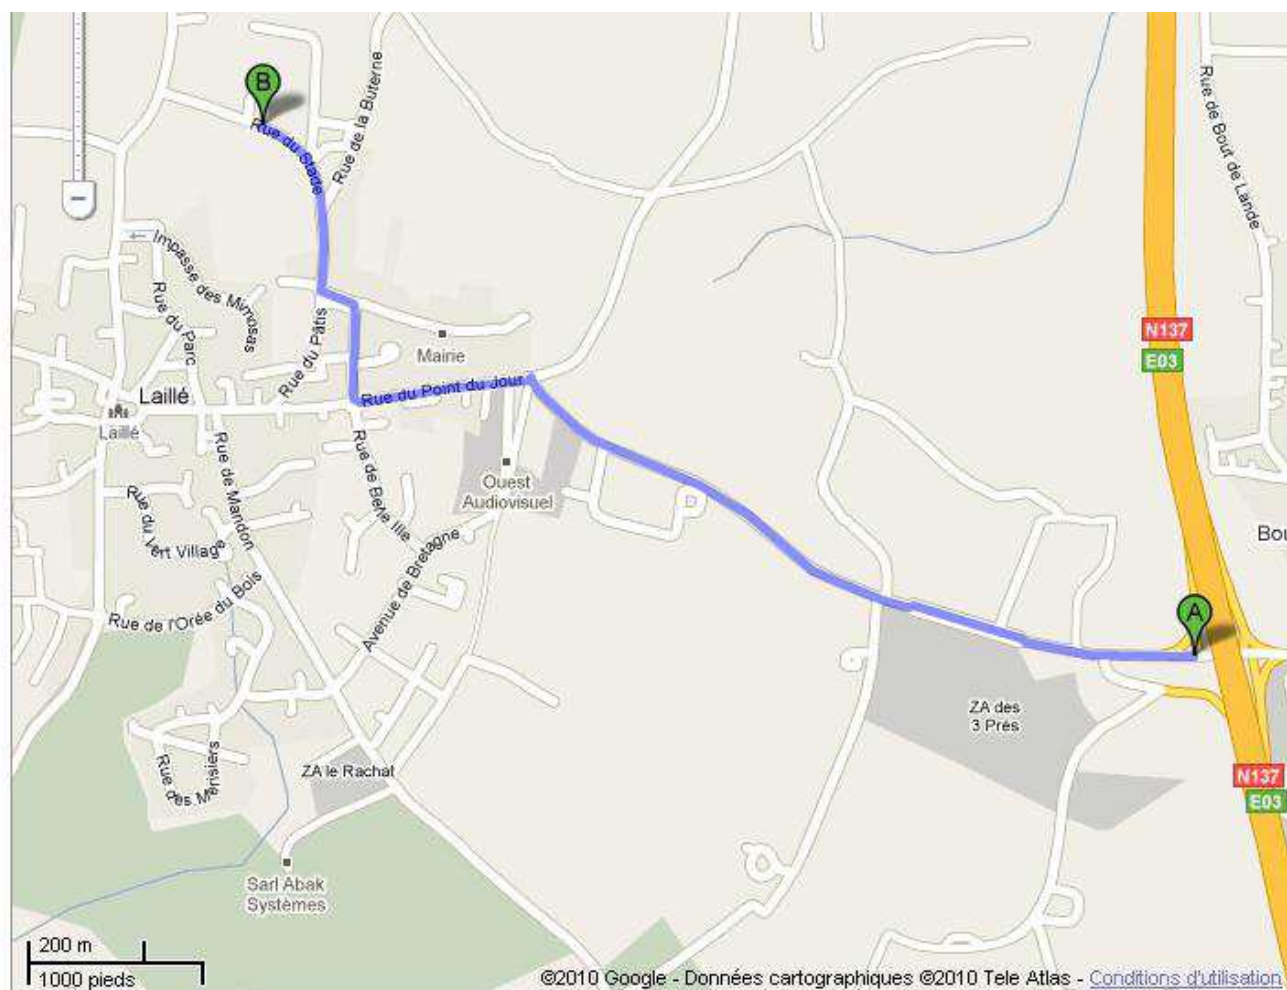 B
Rue du Stade
Rue de la Buterne
Rue de Bout de Lande
Impasse des Mimosas
Rue du Parc
Rue du Pâtis
Mairie
N137
E03
Laillé
Laillé
Rue du Point du Jour
Rue de Mandon
Rue de Bene Ille
Ouest
Audiovisuel
Rue du Vert Village
Avenue de Bretagne
Rue de l'Orée du Bois
Bou
A
ZA des
3 Prés
Rue des Merisiers
ZA le Rachat
N137
E03
Sarl Abak
Systèmes
200 m
1000 pieds
©2010 Google - Données cartographiques ©2010 Tele Atlas - Conditions d'utilisation